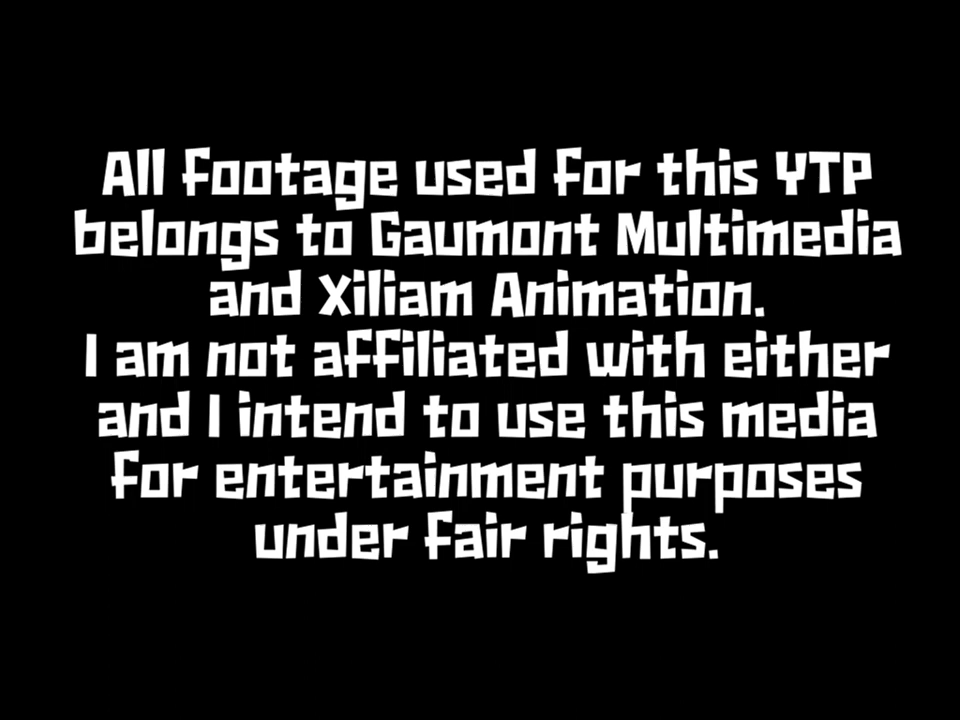 All footage used for this YTP
belongs to Gaumont Multimedia
and Xiliam Animation.
I am not affiliated with either
and I intend to use this media
for entertainment purposes
under fair rights.